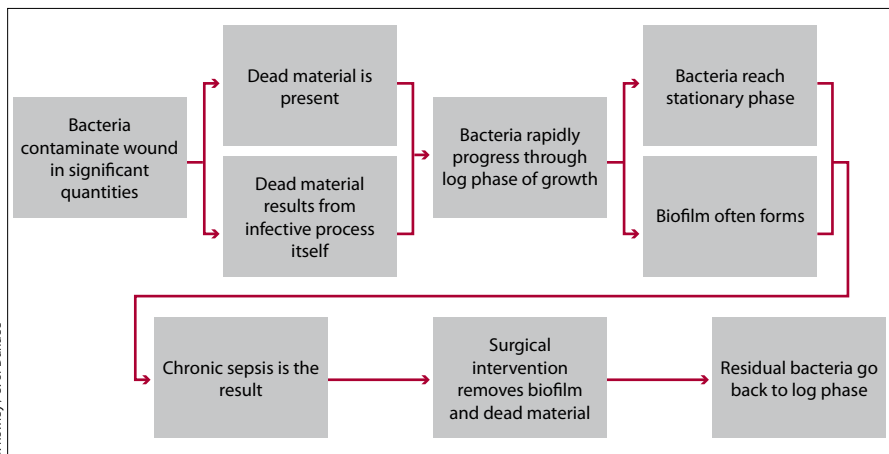 Bacteria
contaminate wound
in significant
quantities
Dead material is
present
Dead material
results from
infective process
itself
Bacteria rapidly
progress through
log phase of growth
Bacteria reach
stationary phase
Biofilm often forms
Chronic sepsis is the
result
Surgical
intervention
removes biofilm
and dead material
Residual bacteria go
back to log phase